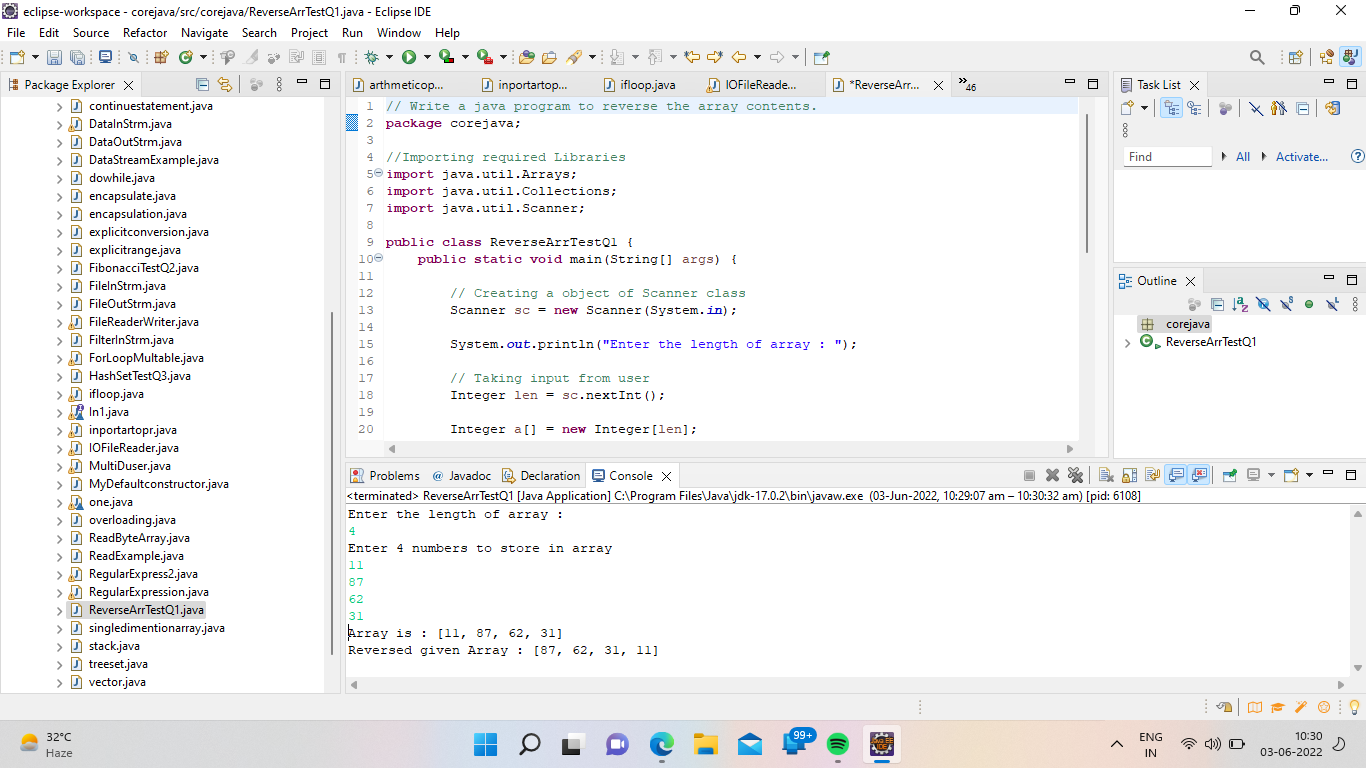 eclipse-workspace - corejava/src/corejava/ReverseArrTestQ1.java - Eclipse IDE
File Edit Source Refactor Navigate Search Project Run Window Help
Package Explorer
continuestatement.java
DataInStrm.java
DataOutStrm.java
DataStreamExample.java
dowhile.java
encapsulate.java
encapsulation.java
explicitconversion.java
explicitrange.java
FibonacciTestQ2.java
FileInStrm.java
FileOutStrm.java
FileReaderWriter.java
FilterInStrm.java
ForLoopMultable.java
HashSetTestQ3.java
ifloop.java
In1.java
inportartopr.java
IOFileReader.java
MultiDuser.java
MyDefaultconstructor.java
one.java
overloading.java
ReadByteArray.java
ReadExample.java
RegularExpress2.java
RegularExpression.java
ReverseArrTestQ1.java
singledimentionarray.java
stack.java
treeset.java
vector.java
arthmeticop... inportartop... ifloop.java IOFileReade... *ReverseArr... »46
1 // Write a java program to reverse the array contents.
2 package corejava;
3
4 //Importing required Libraries
5 import java.util.Arrays;
6 import java.util.Collections;
7 import java.util.Scanner;
8
9 public class ReverseArrTestQ1 {
10 public static void main(String[] args) {
11
12 // Creating a object of Scanner class
13 Scanner sc = new Scanner(System.in);
14
15 System.out.println("Enter the length of array : ");
16
17 // Taking input from user
18 Integer len = sc.nextInt();
19
20 Integer a[] = new Integer[len];
Task List
Find All Activate...
Outline
corejava
ReverseArrTestQ1
Problems @ Javadoc Declaration Console
<terminated> ReverseArrTestQ1 [Java Application] C:\Program Files\Java\jdk-17.0.2\bin\javaw.exe (03-Jun-2022, 10:29:07 am – 10:30:32 am) [pid: 6108]
Enter the length of array :
4
Enter 4 numbers to store in array
11
87
62
31
Array is : [11, 87, 62, 31]
Reversed given Array : [87, 62, 31, 11]
32°C
Haze
99+
Java EE
IDE
ENG
IN
10:30
03-06-2022